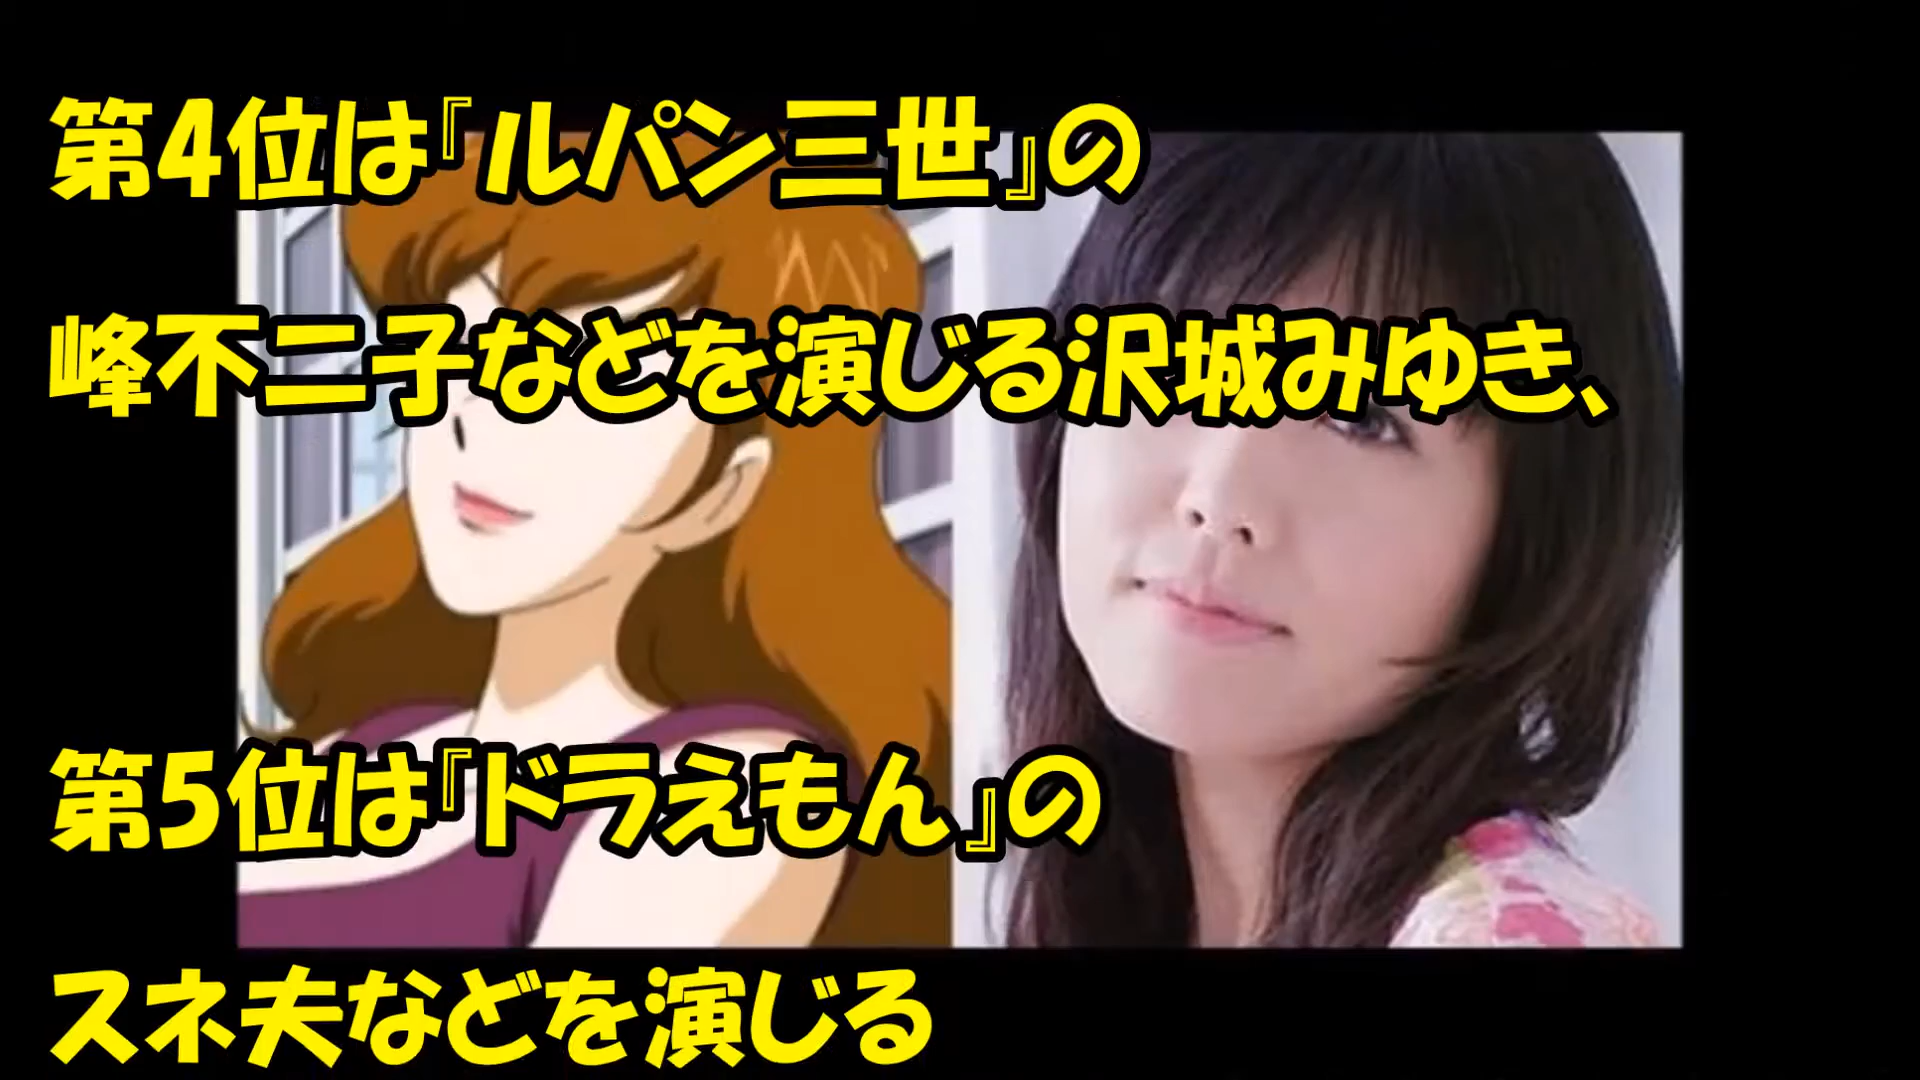 第4位は『ルパン三世』の
峰不二子などを演じる沢城みゆき、
第5位は『ドラえもん』の
スネ夫などを演じる